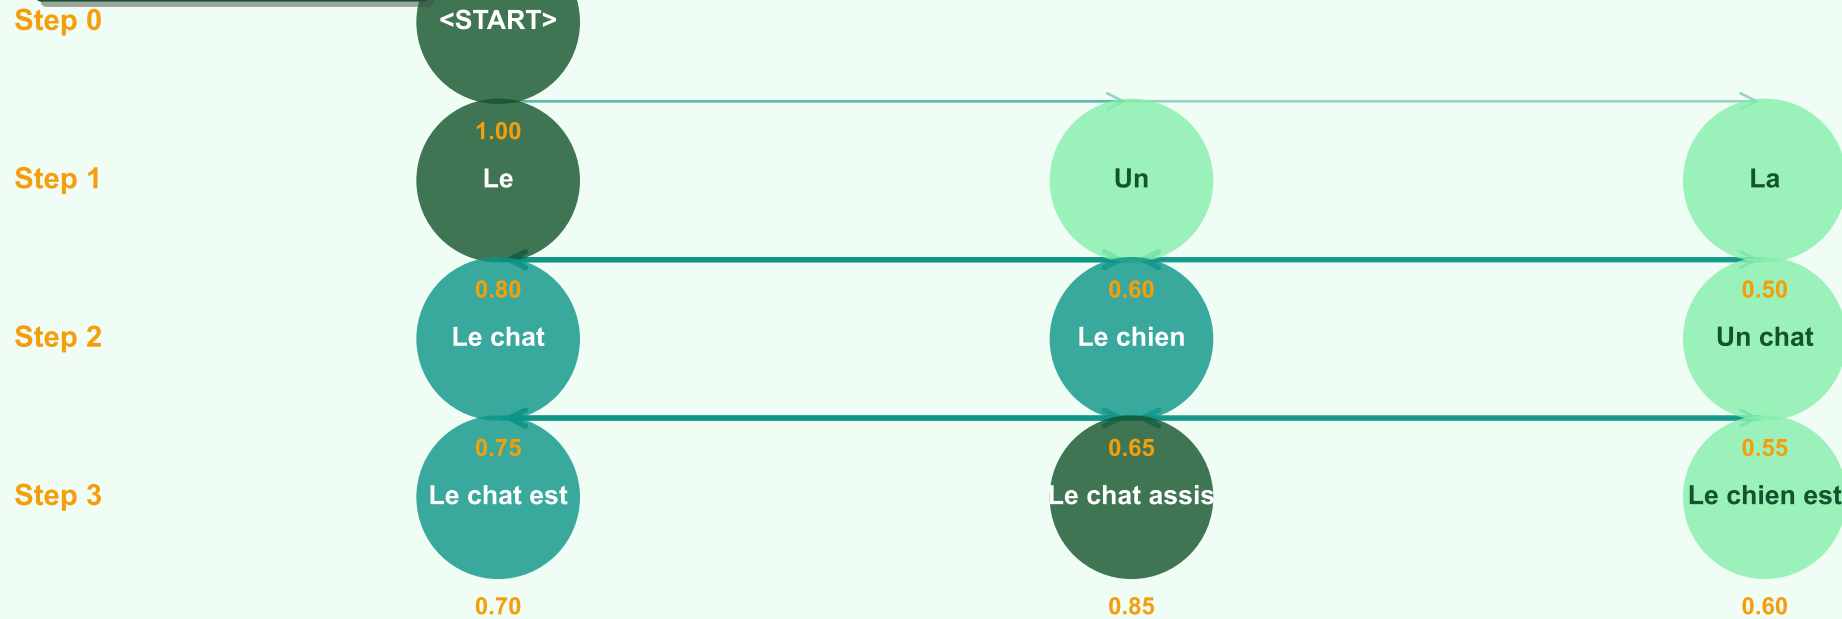 Step 0
<START>
1.00
Step 1
Le
Un
La
0.80
0.60
0.50
Step 2
Le chat
Le chien
Un chat
0.75
0.65
0.55
Step 3
Le chat est
Le chat assis
Le chien est
0.70
0.85
0.60